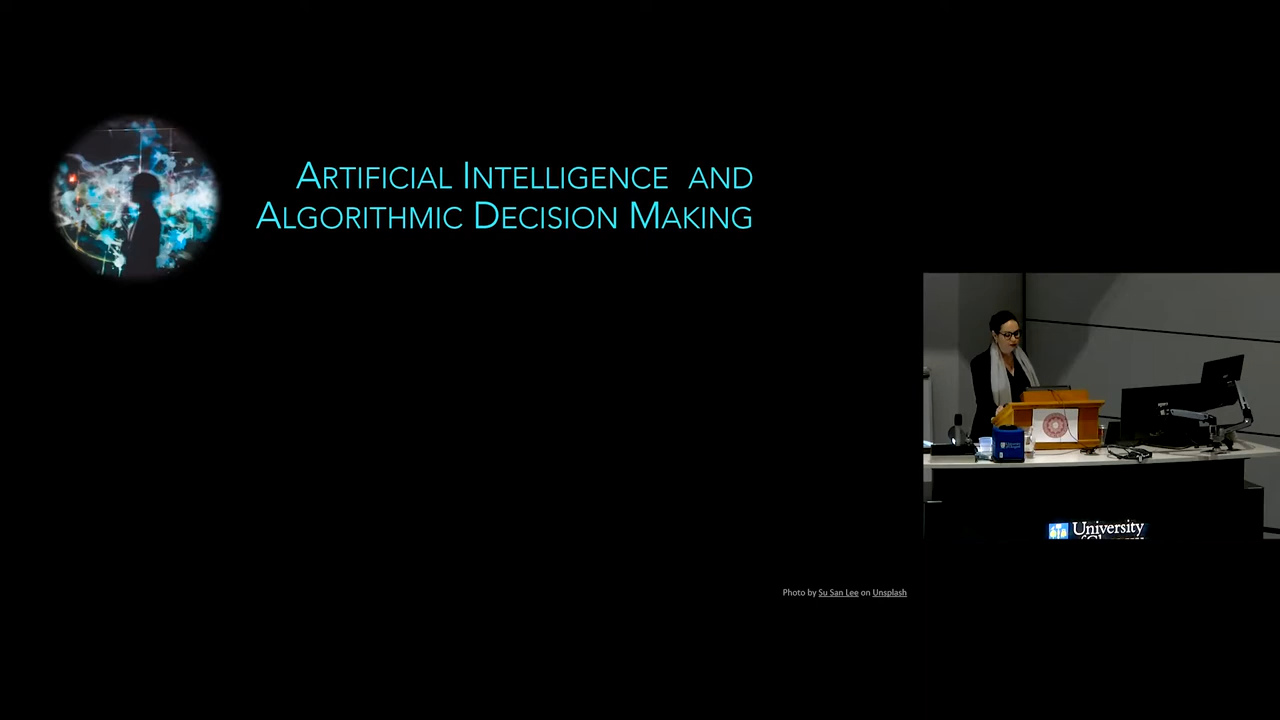 Artificial Intelligence and
Algorithmic Decision Making
University
Photo by Su San Lee on Unsplash